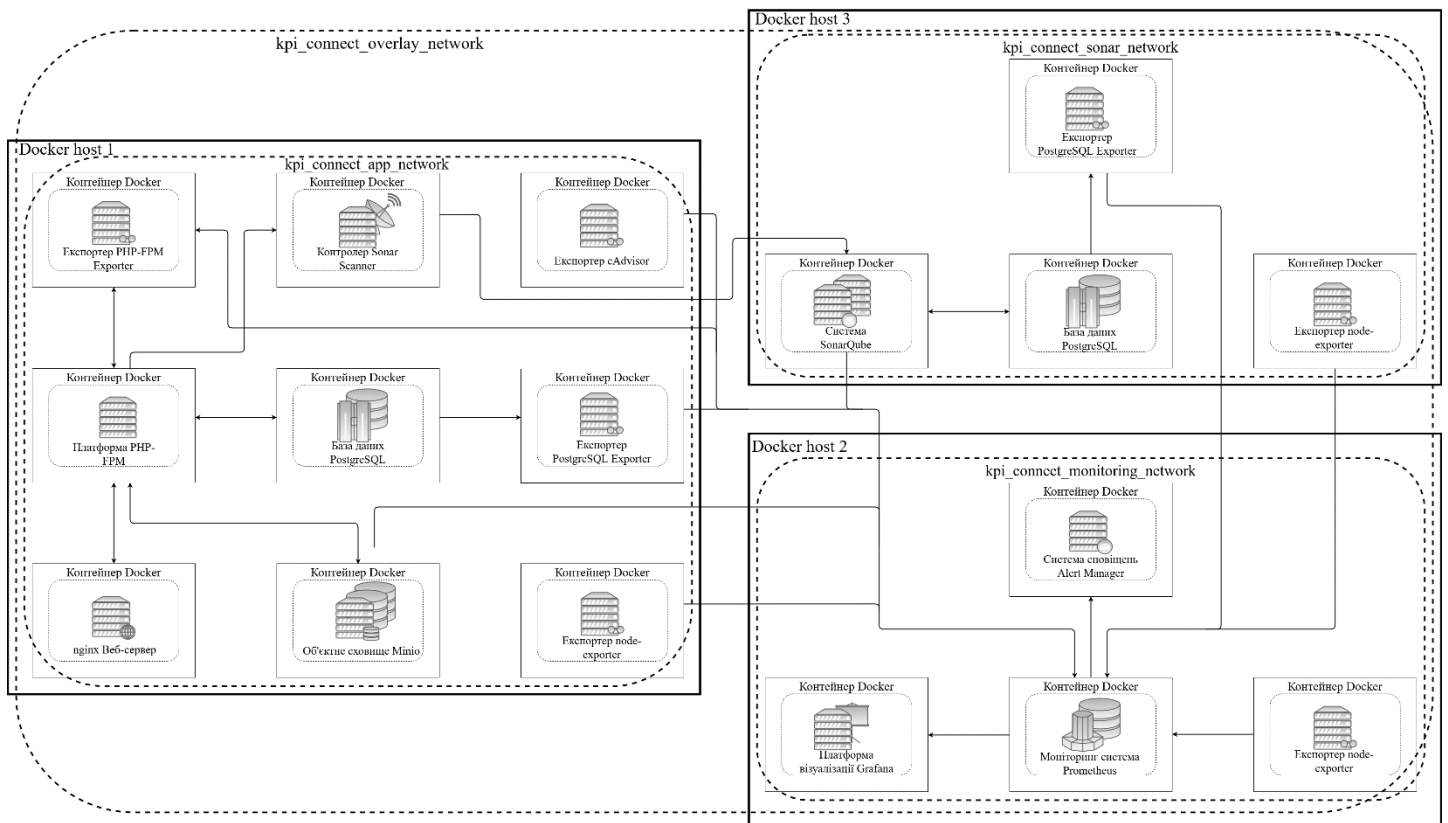 kpi_connect_overlay_network
Docker host 1
kpi_connect_app_network
Контейнер Docker
Експортер PHP-FPM
Exporter
Контейнер Docker
Контролер Sonar
Scanner
Контейнер Docker
Експортер cAdvisor
Контейнер Docker
Платформа PHP-
FPM
Контейнер Docker
База даних
PostgreSQL
Контейнер Docker
Експортер
PostgreSQL Exporter
Контейнер Docker
nginx Веб-сервер
Контейнер Docker
Об'єктне сховище Minio
Контейнер Docker
Експортер node-
exporter
Docker host 3
kpi_connect_sonar_network
Контейнер Docker
Експортер
PostgreSQL Exporter
Контейнер Docker
Система
SonarQube
Контейнер Docker
База даних
PostgreSQL
Контейнер Docker
Експортер node-
exporter
Docker host 2
kpi_connect_monitoring_network
Контейнер Docker
Система сповіщень
Alert Manager
Контейнер Docker
Платформа
візуалізації Grafana
Контейнер Docker
Моніторинг система
Prometheus
Контейнер Docker
Експортер node-
exporter